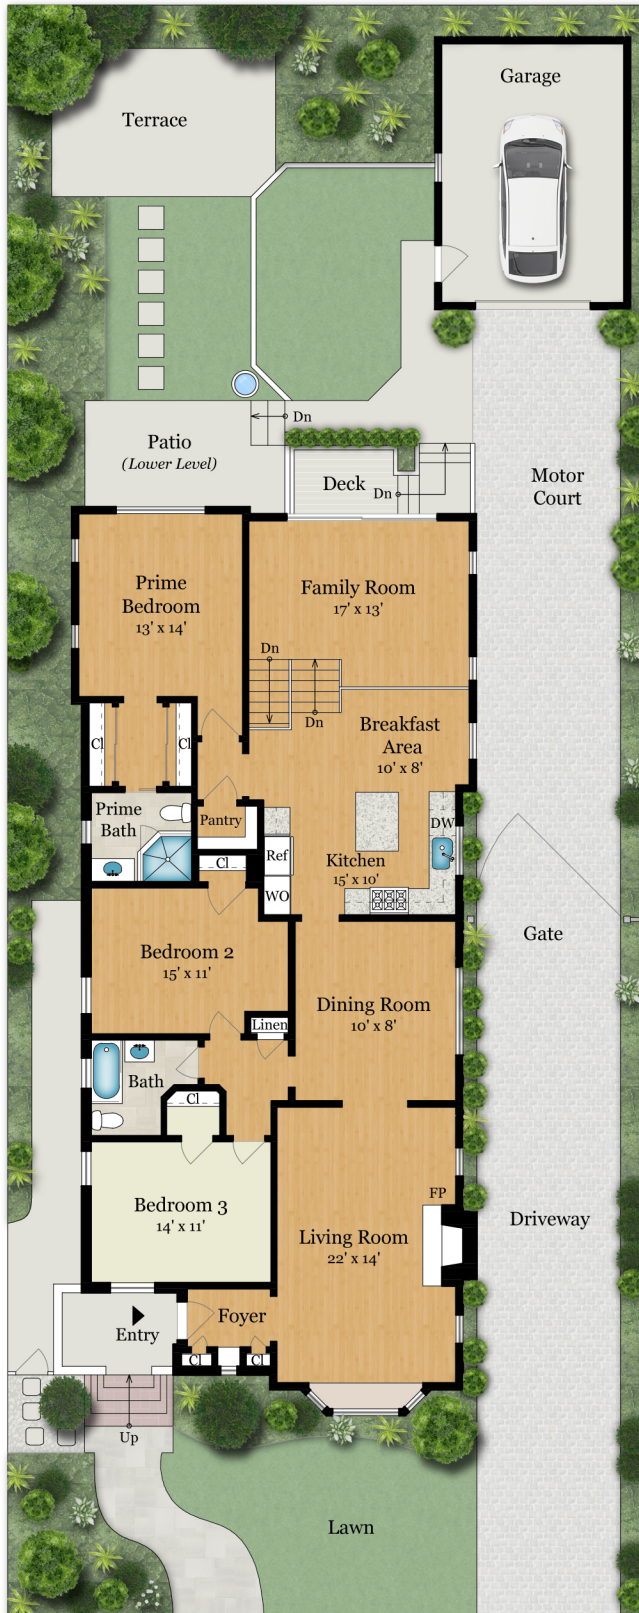 Garage
Terrace
Dn
Patio
(Lower Level)
Motor
Court
Deck
Dn
Prime
Bedroom
13' x 14'
Family Room
17' x 13'
Dn
Dn
Breakfast
Area
10' x 8'
Cl
Cl
Prime
Bath
Pantry
DW
Ref
Kitchen
15' x 10'
Cl
WO
Gate
Bedroom 2
15' x 11'
Dining Room
10' x 8'
Linen
Bath
Cl
FP
Bedroom 3
14' x 11'
Driveway
Living Room
22' x 14'
Foyer
Entry
Cl
Cl
Up
Lawn